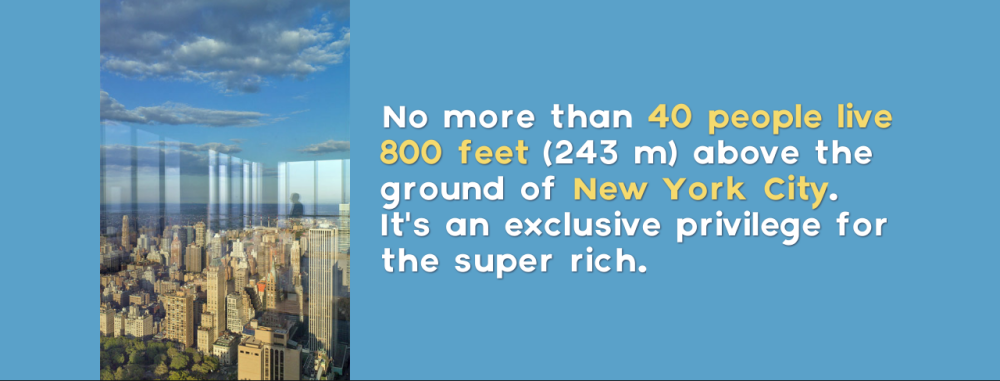 No more than 40 people live
800 feet (243 m) above the
ground of New York City.
It's an exclusive privilege for
the super rich.